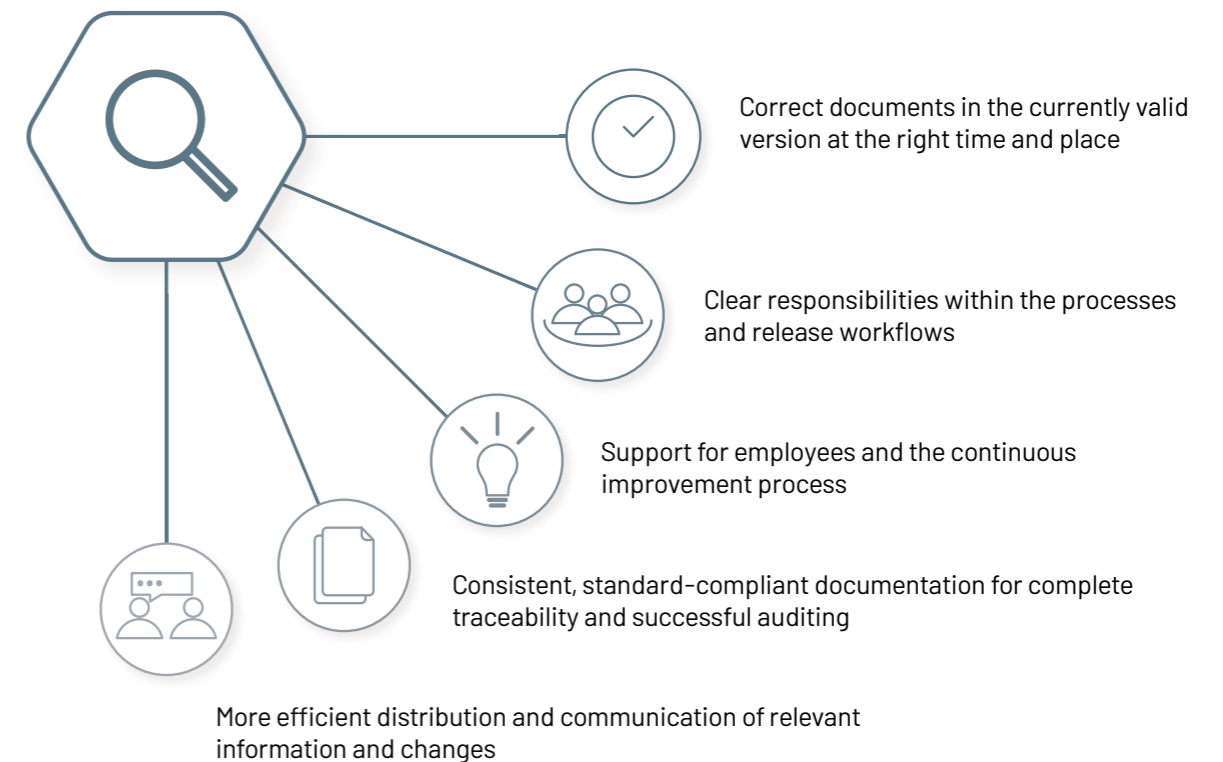 Correct documents in the currently valid
version at the right time and place
Clear responsibilities within the processes
and release workflows
Support for employees and the continuous
improvement process
Consistent, standard-compliant documentation for complete
traceability and successful auditing
More efficient distribution and communication of relevant
information and changes